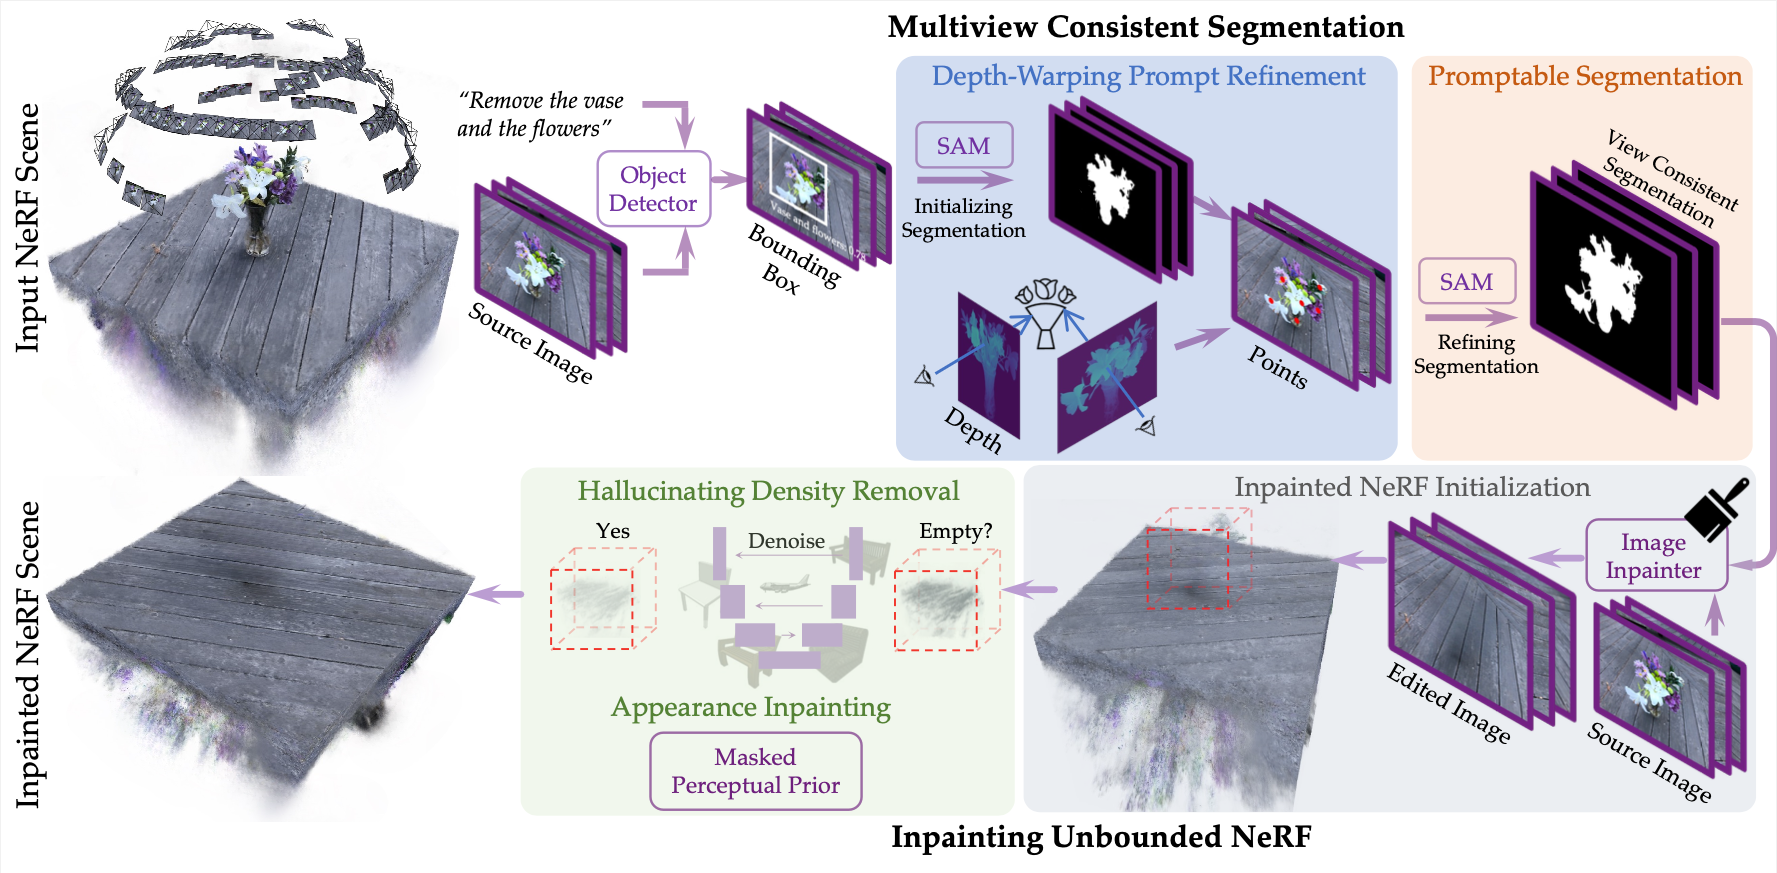 Multiview Consistent Segmentation
Input NeRF Scene
“Remove the vase
and the flowers”
Object
Detector
Source Image
Vase and flowers:0.78
Bounding
Box
Depth-Warping Prompt Refinement
SAM
Initializing
Segmentation
Depth
Points
Promptable Segmentation
View Consistent
Segmentation
SAM
Refining
Segmentation
Inpainted NeRF Initialization
Image
Inpainter
Source Image
Edited Image
Hallucinating Density Removal
Yes
Denoise
Empty?
Appearance Inpainting
Masked
Perceptual Prior
Inpainted NeRF Scene
Inpainting Unbounded NeRF